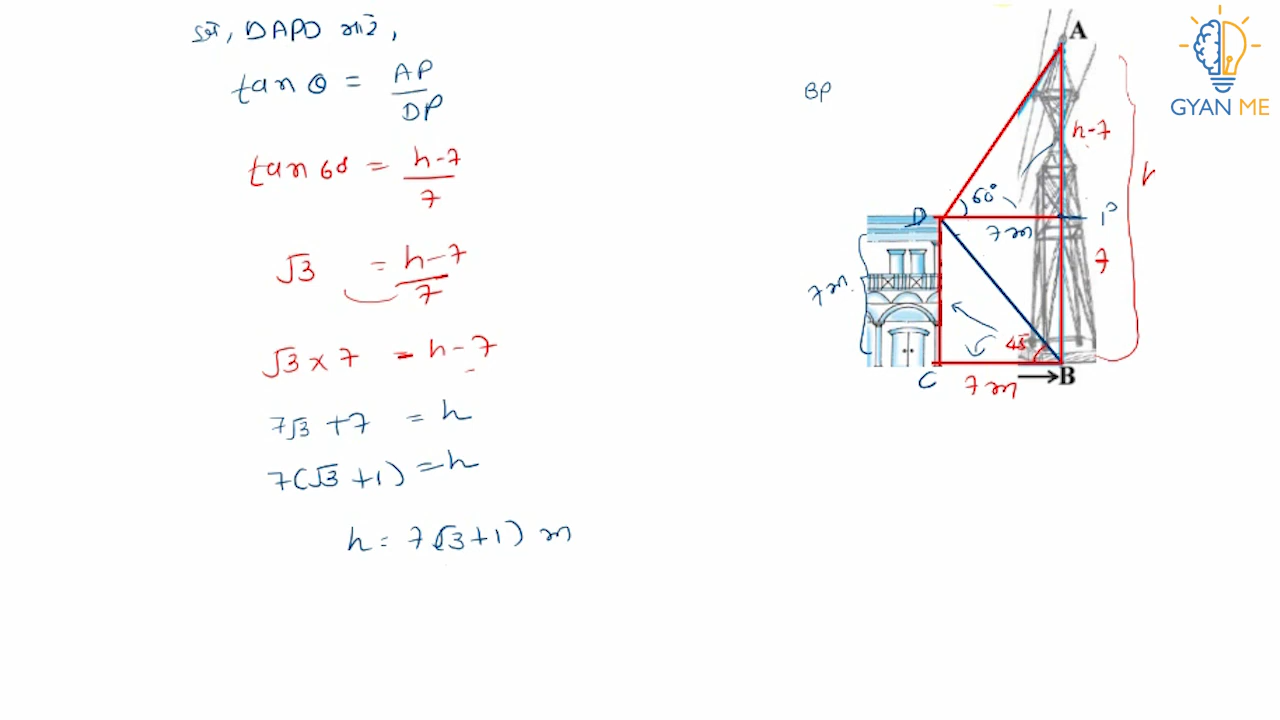 હવે, DAPD માટે,
tan θ = AP/DP
tan 60 = h-7/7
√3 = h-7/7
√3 × 7 = h-7
7√3 + 7 = h
7(√3 + 1) = h
h = 7(√3+1) m
BP
A
h-7
h
D
60°
P
7m
7
7m.
45
C
7m
B
GYAN ME